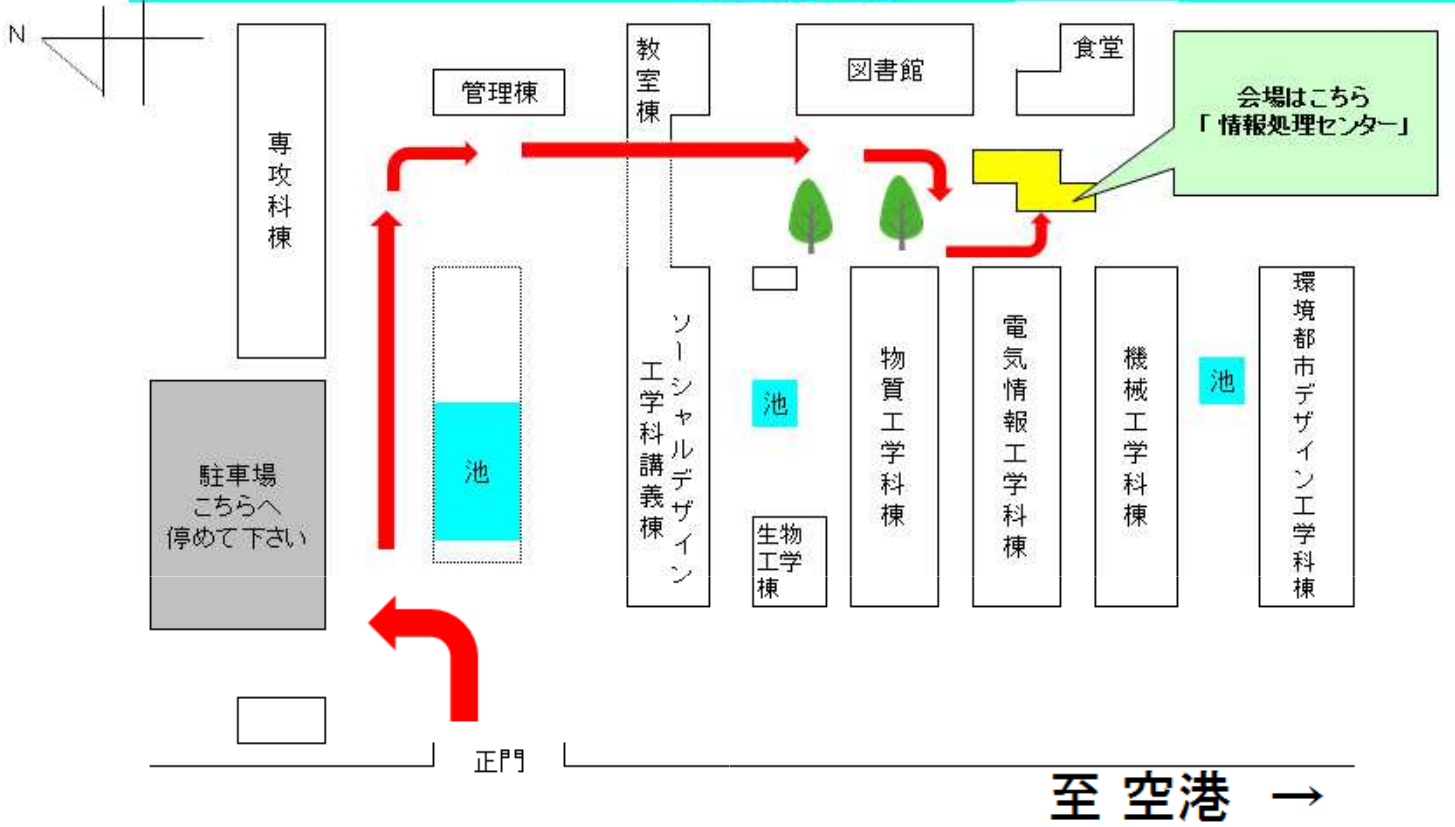 N
専攻科棟
管理棟
教室棟
図書館
食堂
会場はこちら
「 情報処理センター」
駐車場
こちらへ
停めて下さい
池
ソーシャルデザイン
工学科講義棟
池
生物
工学
棟
物質工学科棟
電気情報工学科棟
機械工学科棟
池
環境都市デザイン工学科棟
正門
至 空港 →